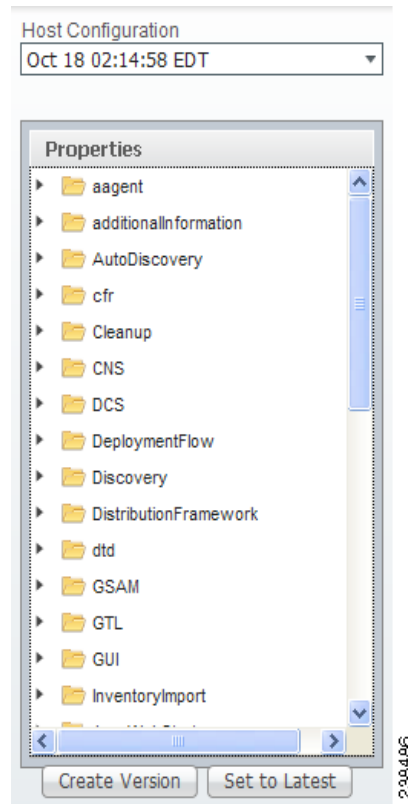 Host Configuration
Oct 18 02:14:58 EDT
Properties
aagent
additionalInformation
AutoDiscovery
cfr
Cleanup
CNS
DCS
DeploymentFlow
Discovery
DistributionFramework
dtd
GSAM
GTL
GUI
InventoryImport
Create Version
Set to Latest
238486